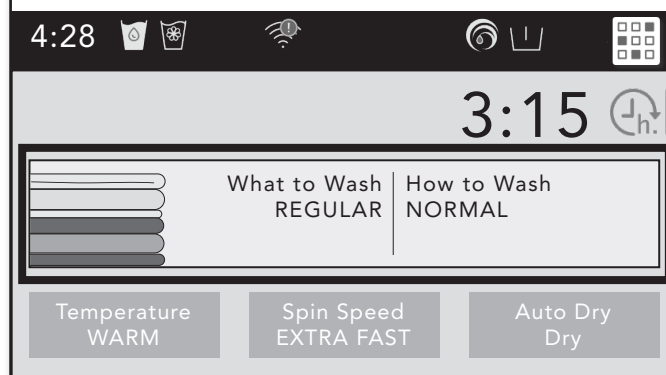 4:28
!
3:15 h.
What to Wash
REGULAR
How to Wash
NORMAL
Temperature
WARM
Spin Speed
EXTRA FAST
Auto Dry
Dry